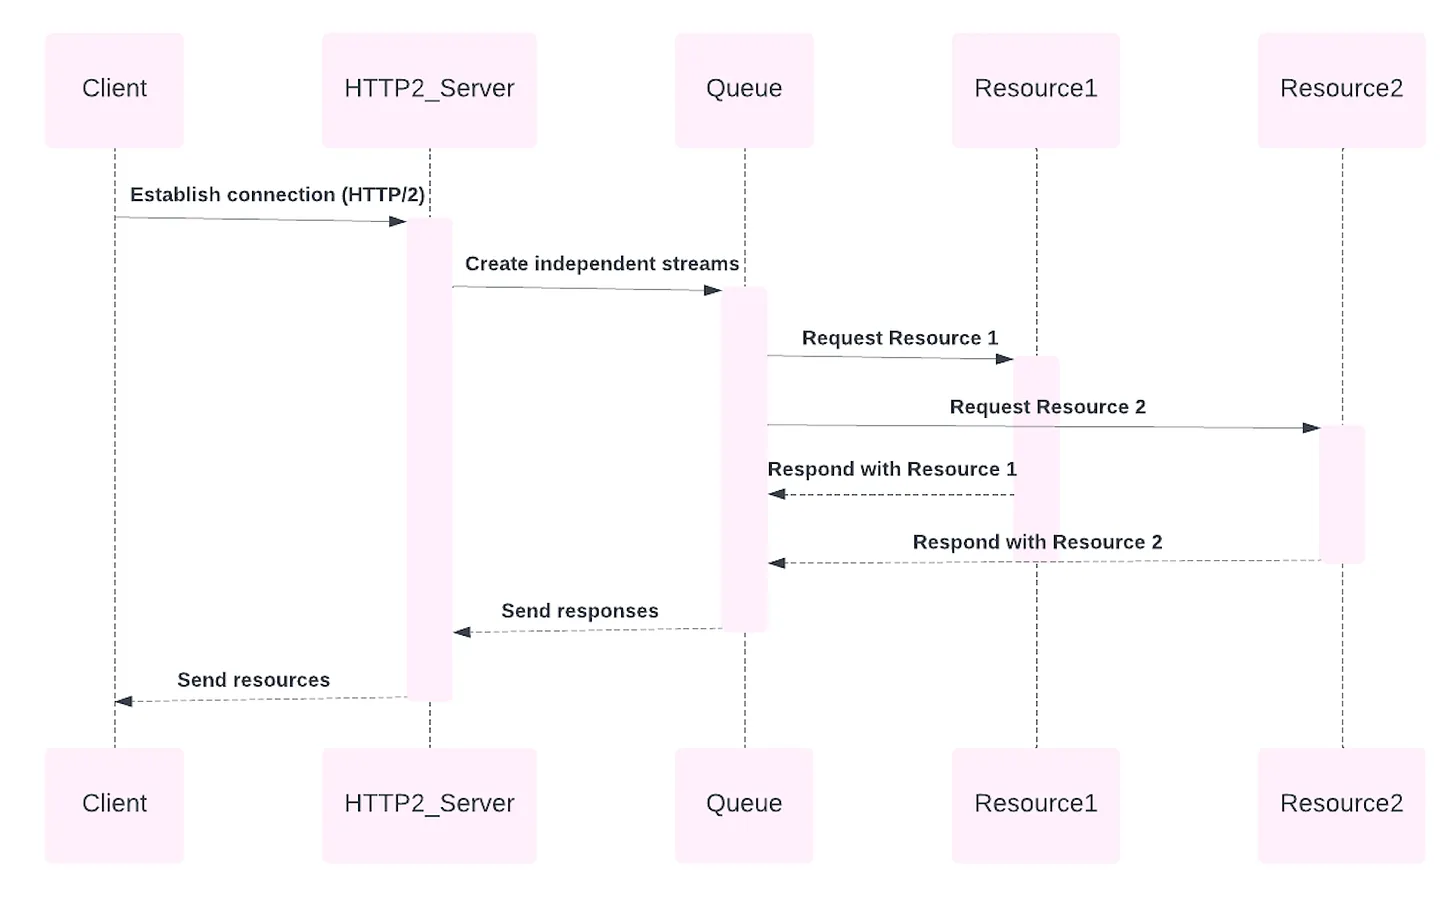 Client
HTTP2_Server
Queue
Resource1
Resource2
Establish connection (HTTP/2)
Create independent streams
Request Resource 1
Request Resource 2
Respond with Resource 1
Respond with Resource 2
Send responses
Send resources
Client
HTTP2_Server
Queue
Resource1
Resource2